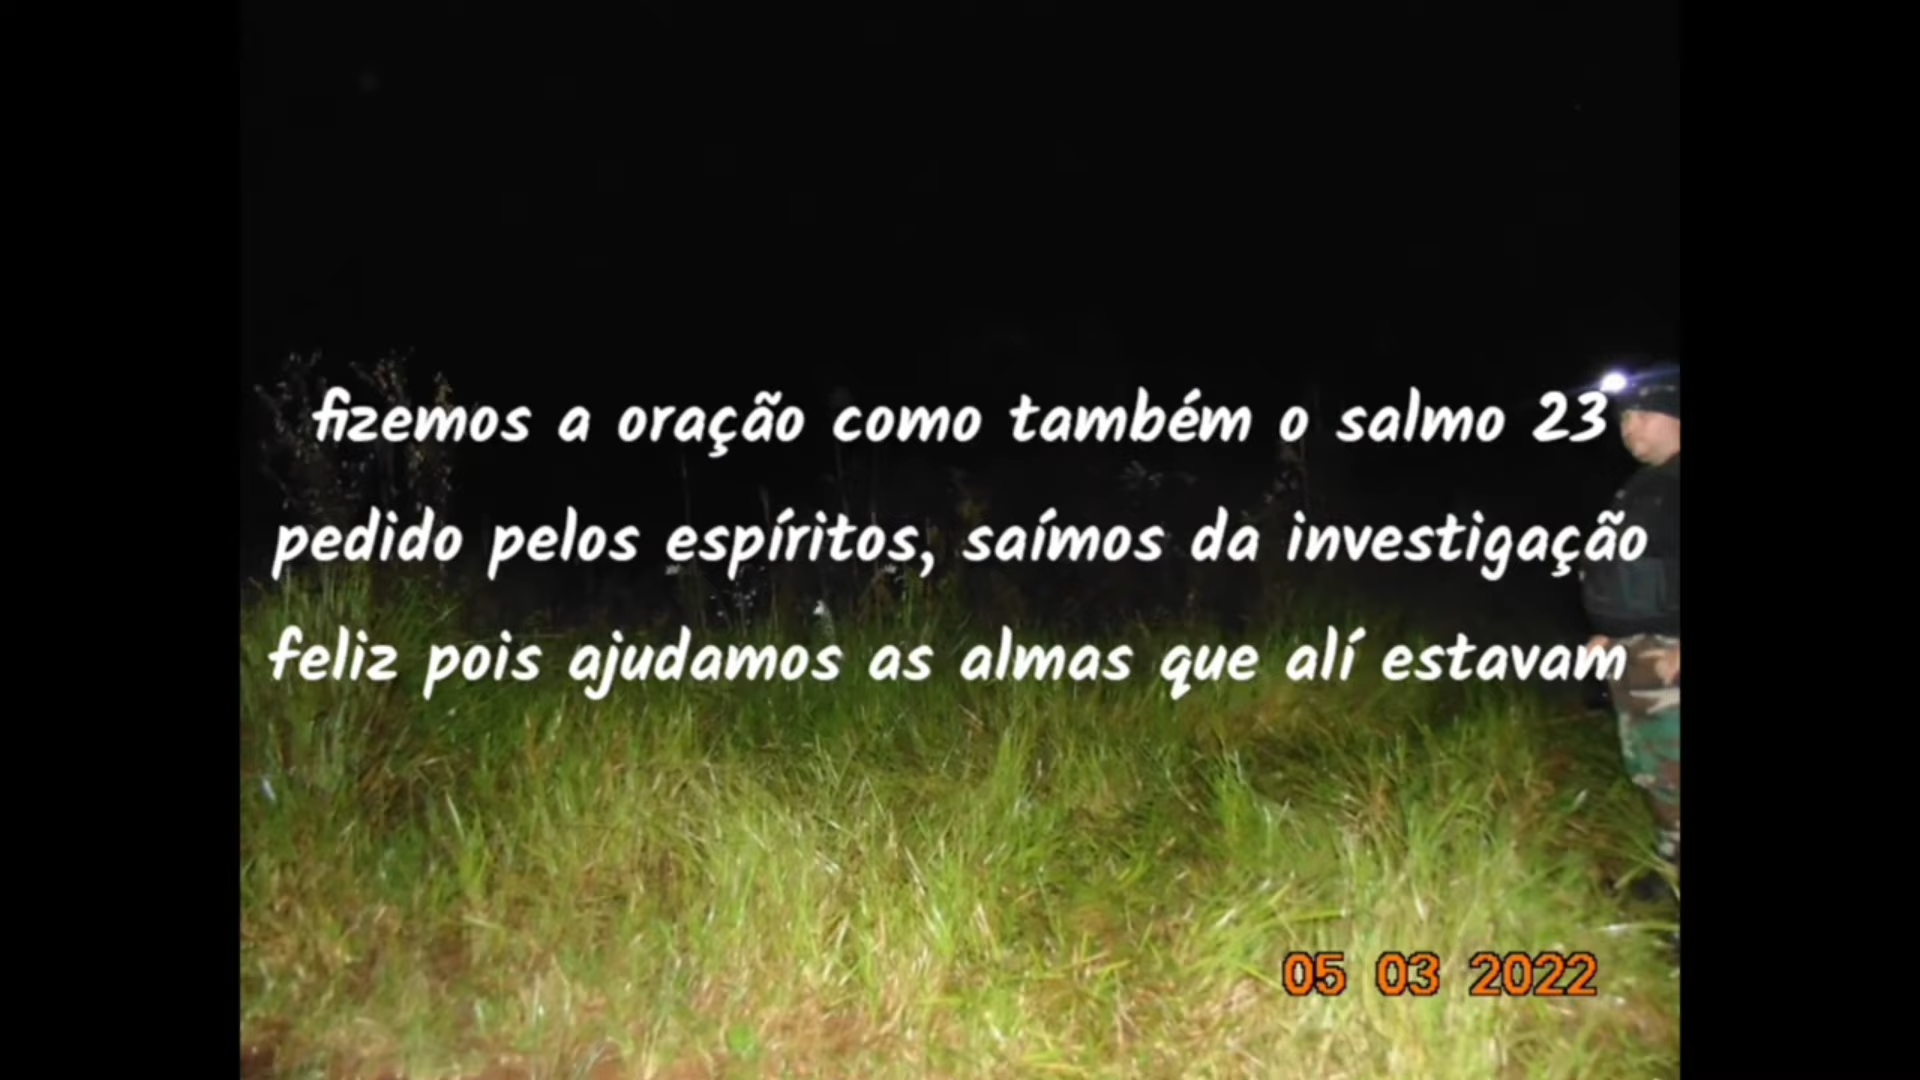 fizemos a oração como também o salmo 23
pedido pelos espíritos, saímos da investigação
feliz pois ajudamos as almas que alí estavam
05 03 2022